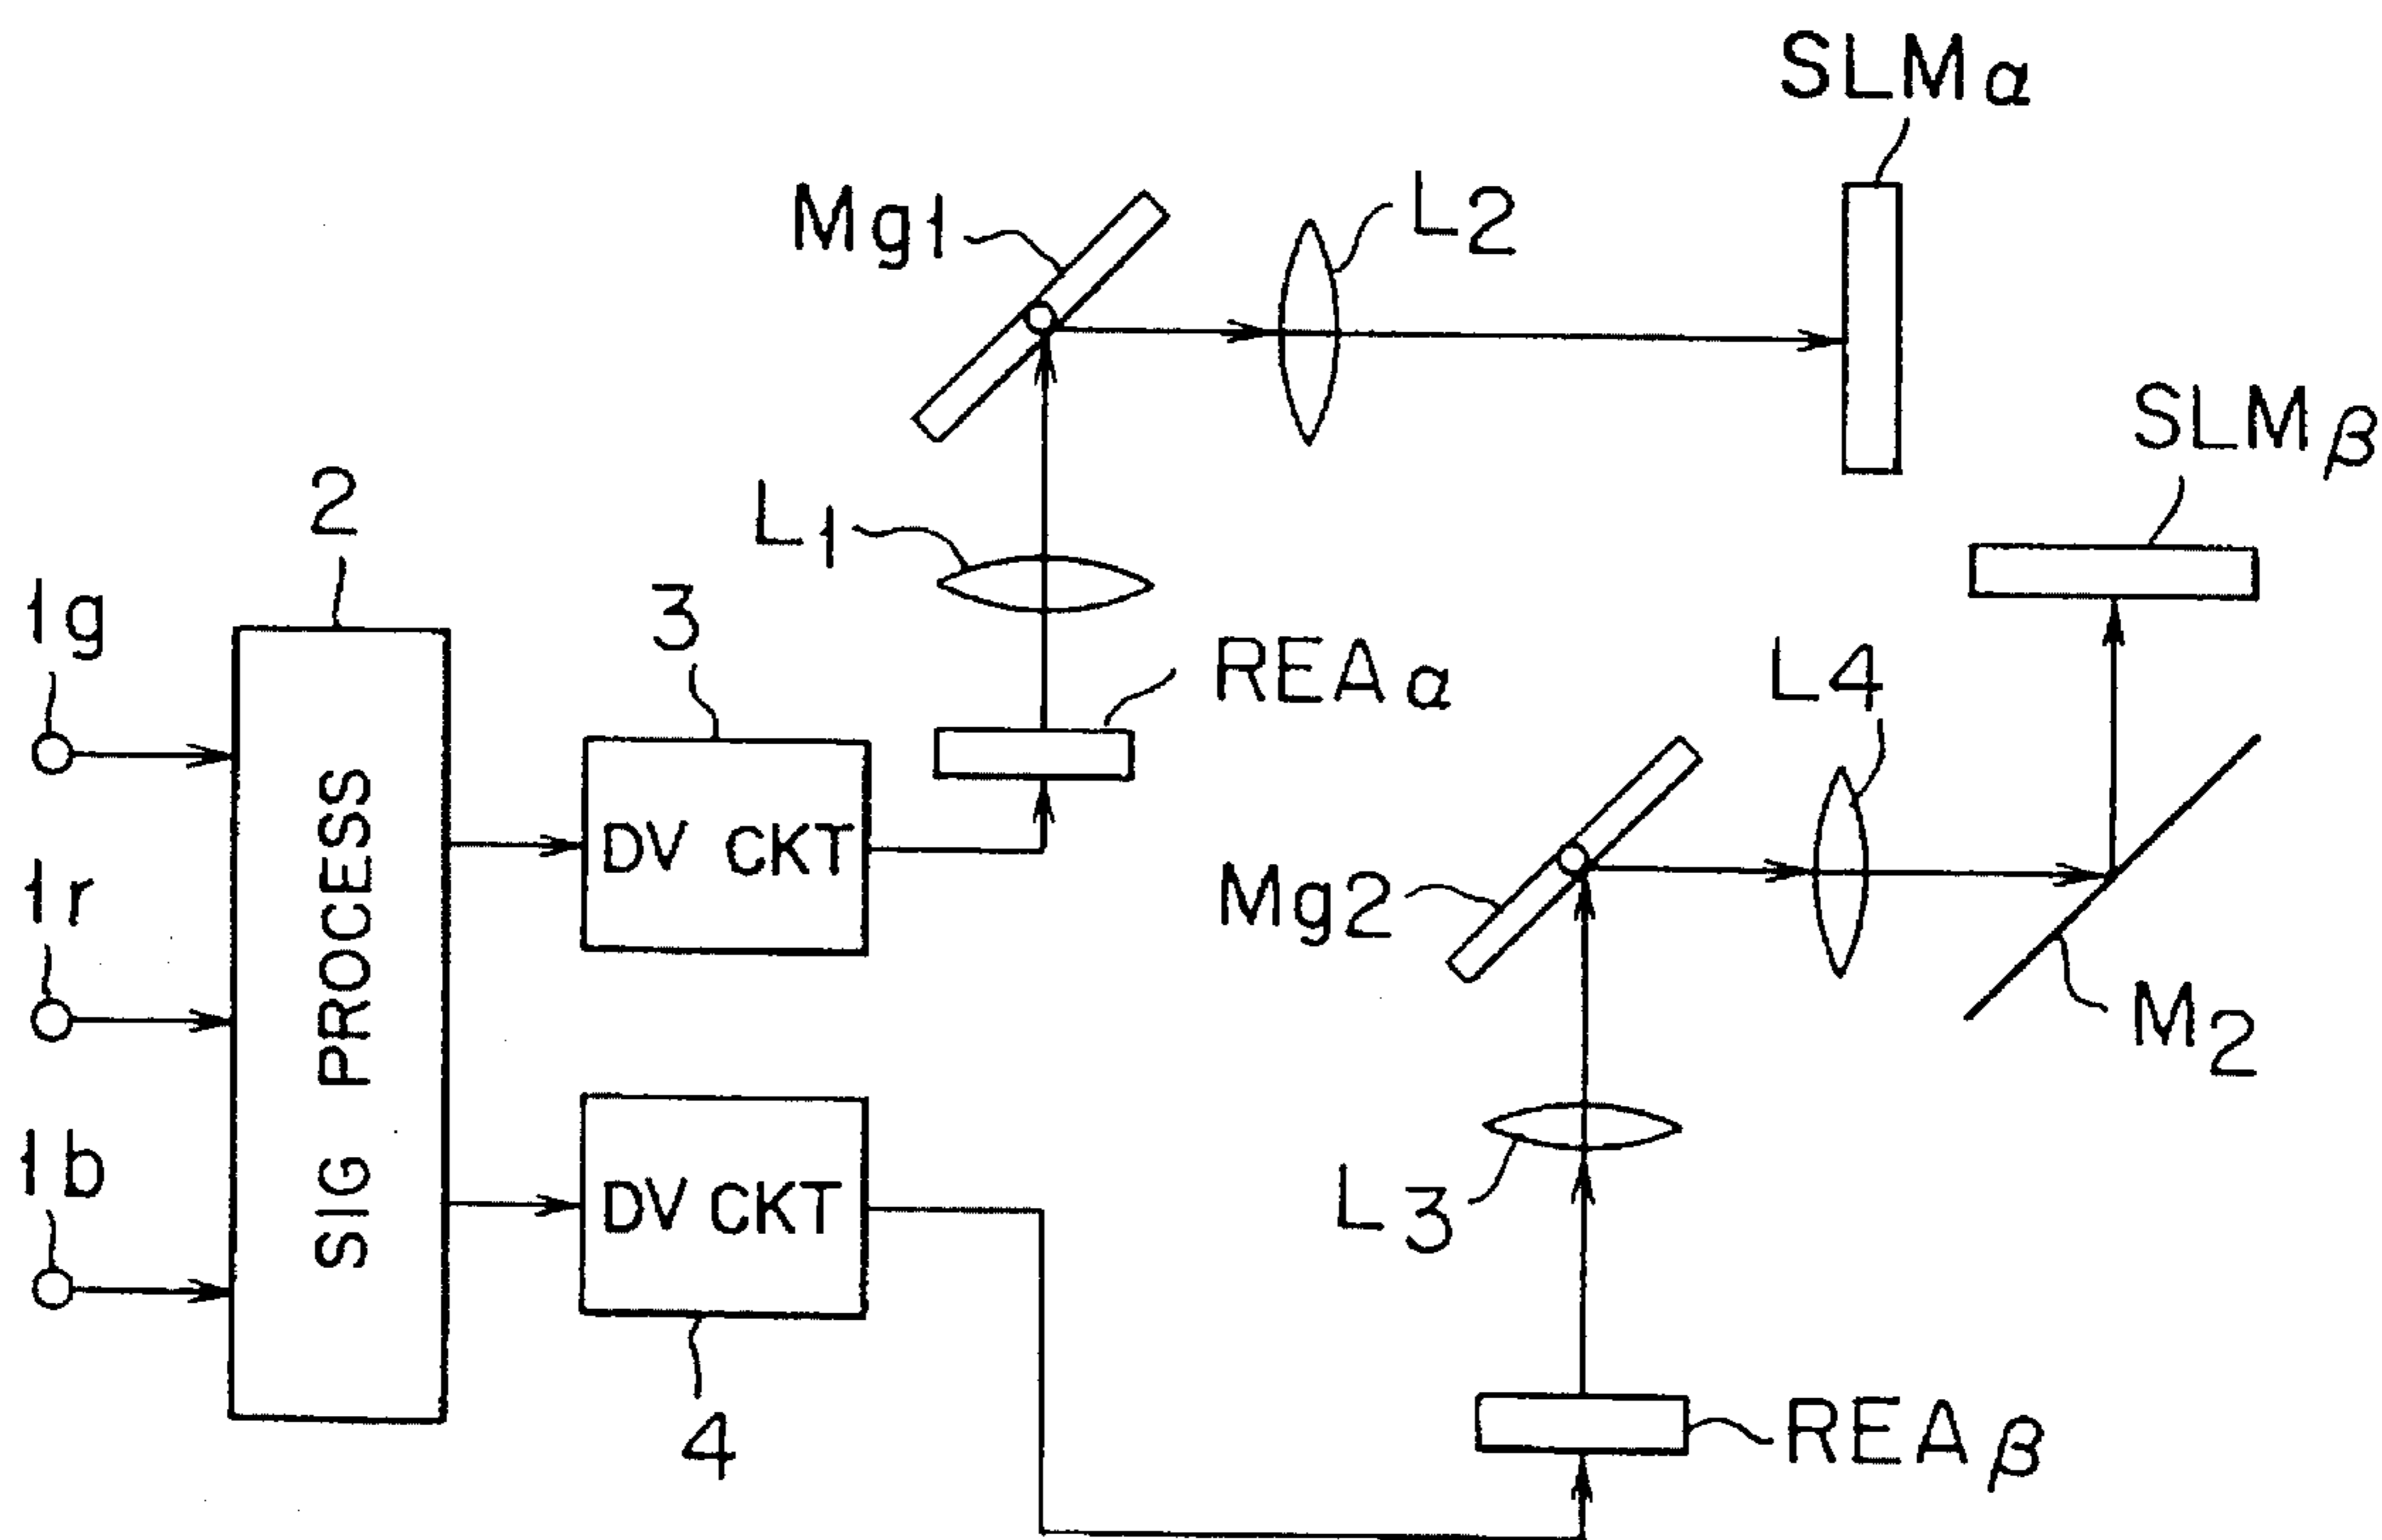 SLMα
Mg1
L2
SLMβ
2
L1
1g
3
REAα
L4
SIG PROCESS
DV CKT
1r
Mg2
M2
1b
DV CKT
L3
4
REAβ